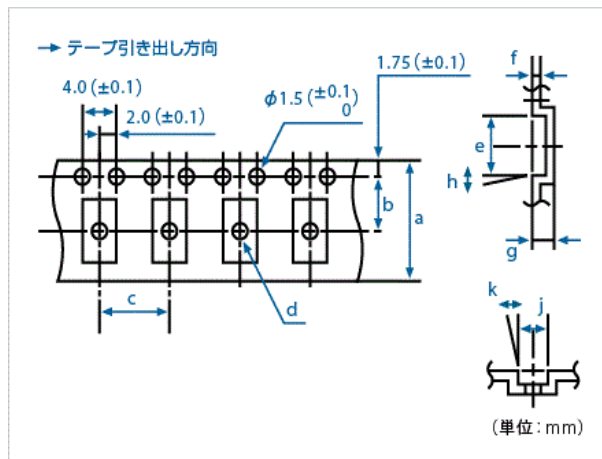 → テープ引き出し方向
4.0(±0.1)
2.0(±0.1)
φ1.5(±0.1 0)
1.75(±0.1)
a
b
c
d
f
e
h
g
k
j
(単位:mm)